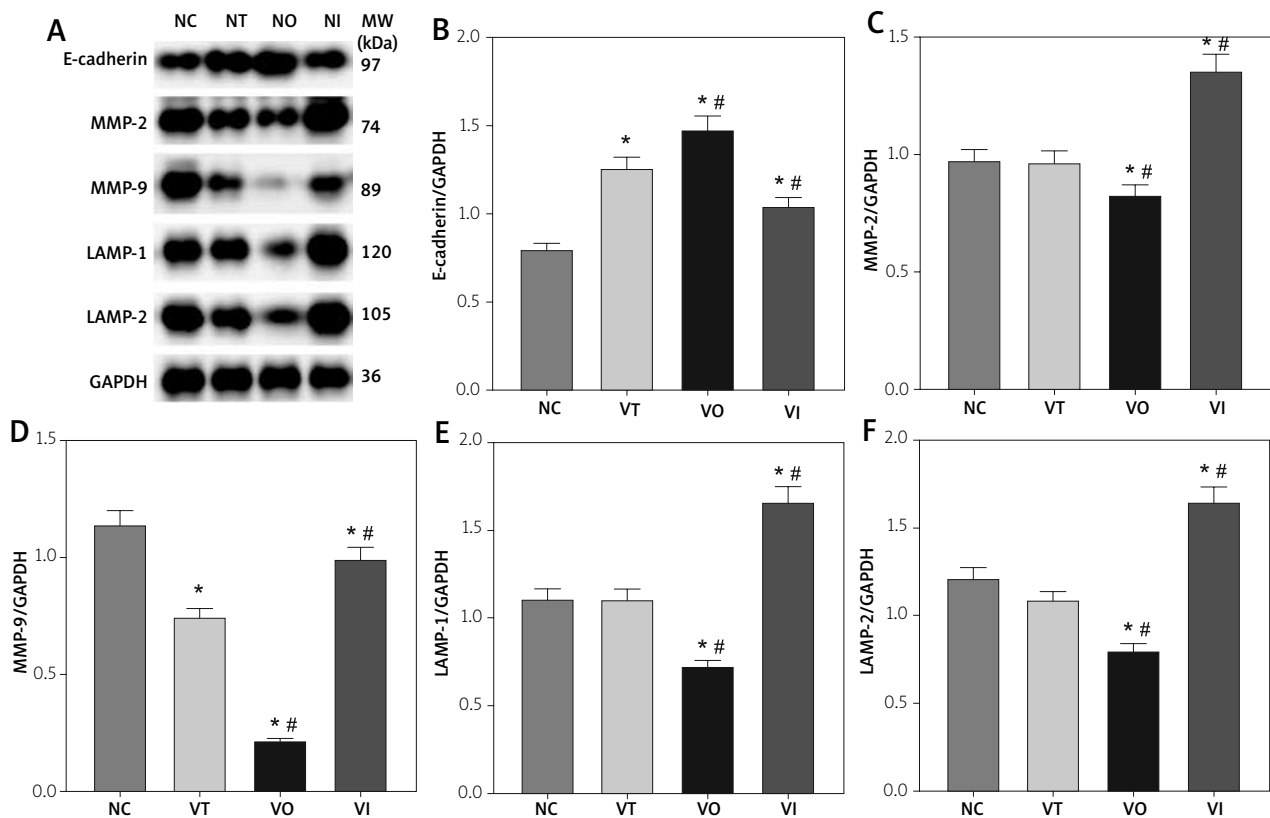 A
NC NT NO NI MW
(kDa)
E-cadherin 97
MMP-2 74
MMP-9 89
LAMP-1 120
LAMP-2 105
GAPDH 36
B
E-cadherin/GAPDH
2.0
1.5
1.0
0.5
0.0
*
* #
* #
NC VT VO VI
C
MMP-2/GAPDH
1.5
1.0
0.5
0.0
* #
* #
NC VT VO VI
D
MMP-9/GAPDH
1.5
1.0
0.5
0.0
*
* #
* #
NC VT VO VI
E
LAMP-1/GAPDH
2.0
1.5
1.0
0.5
0.0
* #
* #
NC VT VO VI
F
LAMP-2/GAPDH
2.0
1.5
1.0
0.5
0.0
* #
* #
NC VT VO VI